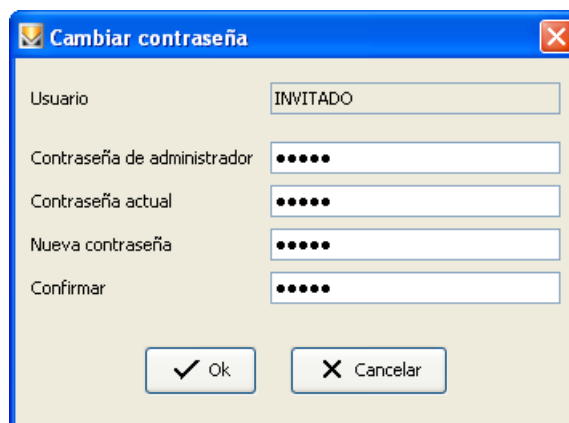 Cambiar contraseña
Usuario INVITADO
Contraseña de administrador •••••
Contraseña actual •••••
Nueva contraseña •••••
Confirmar •••••
Ok Cancelar